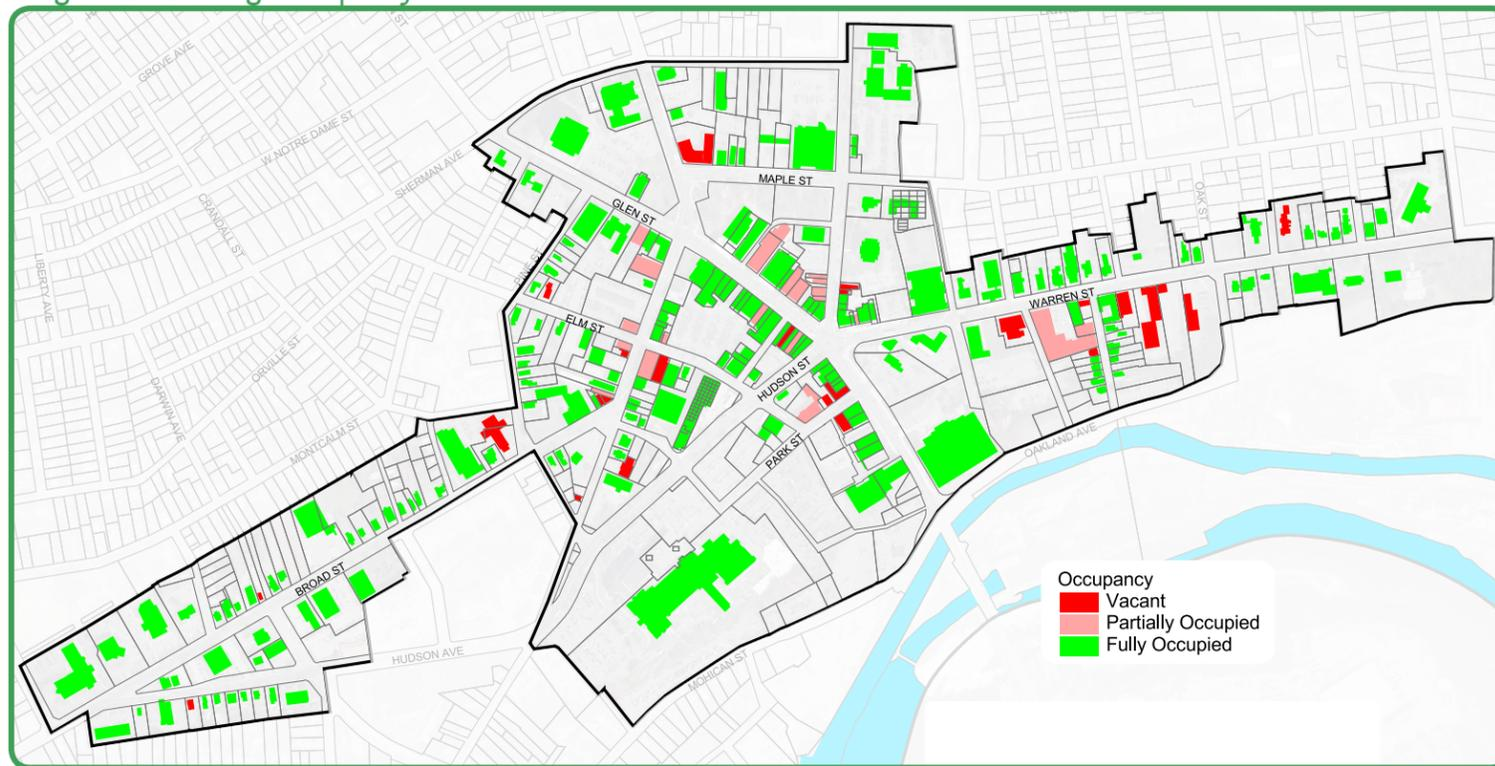 GROVE AVE
W NOTRE DAME ST
SHERMAN AVE
CRANDALL ST
LIBERTY AVE
ORVILLE ST
DARWIN AVE
MONTCALM ST
MAPLE ST
GLEN ST
ELM ST
HUDSON ST
PARK ST
WARREN ST
OAK ST
OAKLAND AVE
BROAD ST
HUDSON AVE
MOHICAN ST
Occupancy
Vacant
Partially Occupied
Fully Occupied